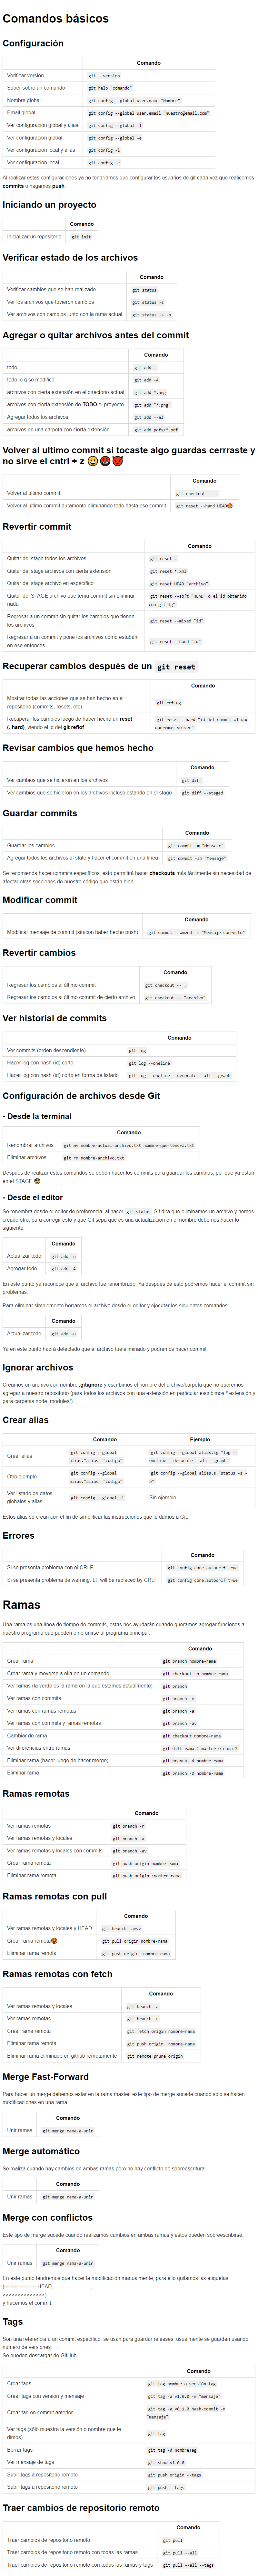 Comandos básicos
Configuración
Comando
Verificar versión git --version
Saber sobre un comando git help "comando"
Nombre global git config --global user.name "Nombre"
Email global git config --global user.email "nuestro@email.com"
Ver configuración global y alias git config --global -l
Ver configuración global git config --global -e
Ver configuración local y alias git config -l
Ver configuración local git config -e
Al realizar estas configuraciones ya no tendríamos que configurar los usuarios de git cada vez que realicemos
commits o hagamos push.
Iniciando un proyecto
Comando
Inicializar un repositorio git init
Verificar estado de los archivos
Comando
Verificar cambios que se han realizado git status
Ver los archivos que tuvieron cambios git status -s
Ver archivos con cambios junto con la rama actual git status -s -b
Agregar o quitar archivos antes del commit
Comando
todo git add .
todo lo q se modificó git add -A
archivos con cierta extensión en el directorio actual git add *.png
archivos con cierta extensión de TODO el proyecto git add "*.png"
Agregar todos los archivos git add --al
archivos en una carpeta con cierta extensión git add pdfs/*.pdf
Volver al ultimo commit si tocaste algo guardas cerrraste y
no sirve el cntrl + z 😀🤬😈
Comando
Volver al ultimo commit git checkout -- .
Volver al ultimo commit duramente eliminando todo hasta ese commit git reset --hard HEAD🥵
Revertir commit
Comando
Quitar del stage todos los archivos git reset .
Quitar del stage archivos con cierta extensión git reset *.xml
Quitar del stage archivo en específico git reset HEAD "archivo"
Quitar del STAGE archivo que tenía commit sin eliminar
nada git reset --soft "HEAD^ o el id obtenido
con git lg"
Regresar a un commit sin quitar los cambios que tienen
los archivos git reset --mixed "id"
Regresar a un commit y pone los archivos como estaban
en ese entonces git reset --hard "id"
Recuperar cambios después de un git reset
Comando
Mostrar todas las acciones que se han hecho en el
repositorio (commits, resets, etc) git reflog
Recuperar los cambios luego de haber hecho un reset
(..hard), viendo el id del git reflof git reset --hard "id del commit al que
queremos volver"
Revisar cambios que hemos hecho
Comando
Ver cambios que se hicieron en los archivos git diff
Ver cambios que se hicieron en los archivos incluso estando en el stage git diff --staged
Guardar commits
Comando
Guardar los cambios git commit -m "Mensaje"
Agregar todos los archivos al state y hacer el commit en una línea git commit -am "Mensaje"
Se recomienda hacer commits específicos, esto permitirá hacer checkouts más fácilmente sin necesidad de
afectar otras secciones de nuestro código que están bien.
Modificar commit
Comando
Modificar mensaje de commit (sin/con haber hecho push) git commit --amend -m "Mensaje correcto"
Revertir cambios
Comando
Regresar los cambios al último commit git checkout -- .
Regresar los cambios al último commit de cierto archivo git checkout -- "archivo"
Ver historial de commits
Comando
Ver commits (orden descendiente) git log
Hacer log con hash (id) corto git log --oneline
Hacer log con hash (id) corto en forma de listado git log --oneline --decorate --all --graph
Configuración de archivos desde Git
- Desde la terminal
Comando
Renombrar archivos git mv nombre-actual-archivo.txt nombre-que-tendra.txt
Eliminar archivos git rm nombre-archivo.txt
Después de realizar estos comandos se deben hacer los commits para guardar los cambios, por que ya estan
en el STAGE 😎
- Desde el editor
Se renombra desde el editor de preferencia, al hacer git status Git dirá que eliminamos un archivo y hemos
creado otro, para corregir esto y que Git sepa que es una actualización en el nombre debemos hacer lo
siguiente:
Comando
Actualizar todo git add -u
Agregar todo git add -A
En este punto ya reconoce que el archivo fue renombrado. Ya después de esto podremos hacer el commit sin
problemas.
Para eliminar simplemente borramos el archivo desde el editor y ejecutar los siguientes comandos:
Comando
Actualizar todo git add -u
Ya en este punto habrá detectado que el archivo fue eliminado y podremos hacer commit.
Ignorar archivos
Creamos un archivo con nombre .gitignore y escribimos el nombre del archivo/carpeta que no queremos
agregar a nuestro repositorio (para todos los archivos con una extensión en particular escribimos *.extensión y
para carpetas node_modules/)
Crear alias
Comando Ejemplo
Crear alias git config --global
alias."alias" "codigo" git config --global alias.lg "log --
oneline --decorate --all --graph"
Otro ejemplo git config --global
alias."alias" "codigo" git config --global alias.s "status -s -
b"
Ver listado de datos
globales y alias git config --global -l Sin ejemplo
Estos alias se crean con el fin de simplificar las instrucciones que le damos a Git.
Errores
Comando
Si se presenta problema con el CRLF git config core.autocrlf true
Si se presenta problema de warning: LF will be replaced by CRLF git config core.autocrlf true
Ramas
Una rama es una línea de tiempo de commits, estas nos ayudarán cuando queramos agregar funciones a
nuestro programa que pueden o no unirse al programa principal.
Comando
Crear rama git branch nombre-rama
Crear rama y moverse a ella en un comando git checkout -b nombre-rama
Ver ramas (la verde es la rama en la que estamos actualmente) git branch
Ver ramas con commits git branch -v
Ver ramas con ramas remotas git branch -a
Ver ramas con commits y ramas remotas git branch -av
Cambiar de rama git checkout nombre-rama
Ver diferencias entre ramas git diff rama-1 master-o-rama-2
Eliminar rama (hacer luego de hacer merge) git branch -d nombre-rama
Eliminar rama git branch -D nombre-rama
Ramas remotas
Comando
Ver ramas remotas git branch -r
Ver ramas remotas y locales git branch -a
Ver ramas remotas y locales con commits git branch -av
Crear rama remota git push origin nombre-rama
Eliminar rama remota git push origin :nombre-rama
Ramas remotas con pull
Comando
Ver ramas remotas y locales y HEAD git branch -avvv
Crear rama remota🥵 git pull origin nombre-rama
Eliminar rama remota git push origin :nombre-rama
Ramas remotas con fetch
Comando
Ver ramas remotas y locales git branch -a
Ver ramas remotas git branch -r
Crear rama remota git fetch origin nombre-rama
Eliminar rama remota git push origin :nombre-rama
Ver rama eliminado en github remotamente git remote prune origin
Merge Fast-Forward
Para hacer un merge debemos estar en la rama master, este tipo de merge sucede cuando sólo se hacen
modificaciones en una rama
Comando
Unir ramas git merge rama-a-unir
Merge automático
Se realiza cuando hay cambios en ambas ramas pero no hay conflicto de sobreescritura
Comando
Unir ramas git merge rama-a-unir
Merge con conflictos
Este tipo de merge sucede cuando realizamos cambios en ambas ramas y estos pueden sobreescribirse
Comando
Unir ramas git merge rama-a-unir
En este punto tendremos que hacer la modificación manualmente, para ello quitamos las etiquetas
(<<<<<<<<<<<HEAD, ============,
>>>>>>>>>>>>>>)
y hacemos el commit.
Tags
Son una referencia a un commit específico, se usan para guardar releases, usualmente se guardan usando
número de versiones.
Se pueden descargar de GitHub.
Comando
Crear tags git tag nombre-o-versión-tag
Crear tags con versión y mensaje git tag -a v1.0.0 -m "mensaje"
Crear tag en commit anterior git tag -a v0.1.0 hash-commit -m
"mensaje"
Ver tags (sólo muestra la versión o nombre que le
dimos) git tag
Borrar tags git tag -d nombreTag
Ver mensaje de tags git show v1.0.0
Subir tags a repositorio remoto git push origin --tags
Subir tags a repositorio remoto git push --tags
Traer cambios de repositorio remoto
Comando
Traer cambios de repositorio remoto git pull
Traer cambios de repositorio remoto con todas las ramas git pull --all
Traer cambios de repositorio remoto con todas las ramas y tags git pull --all --tags